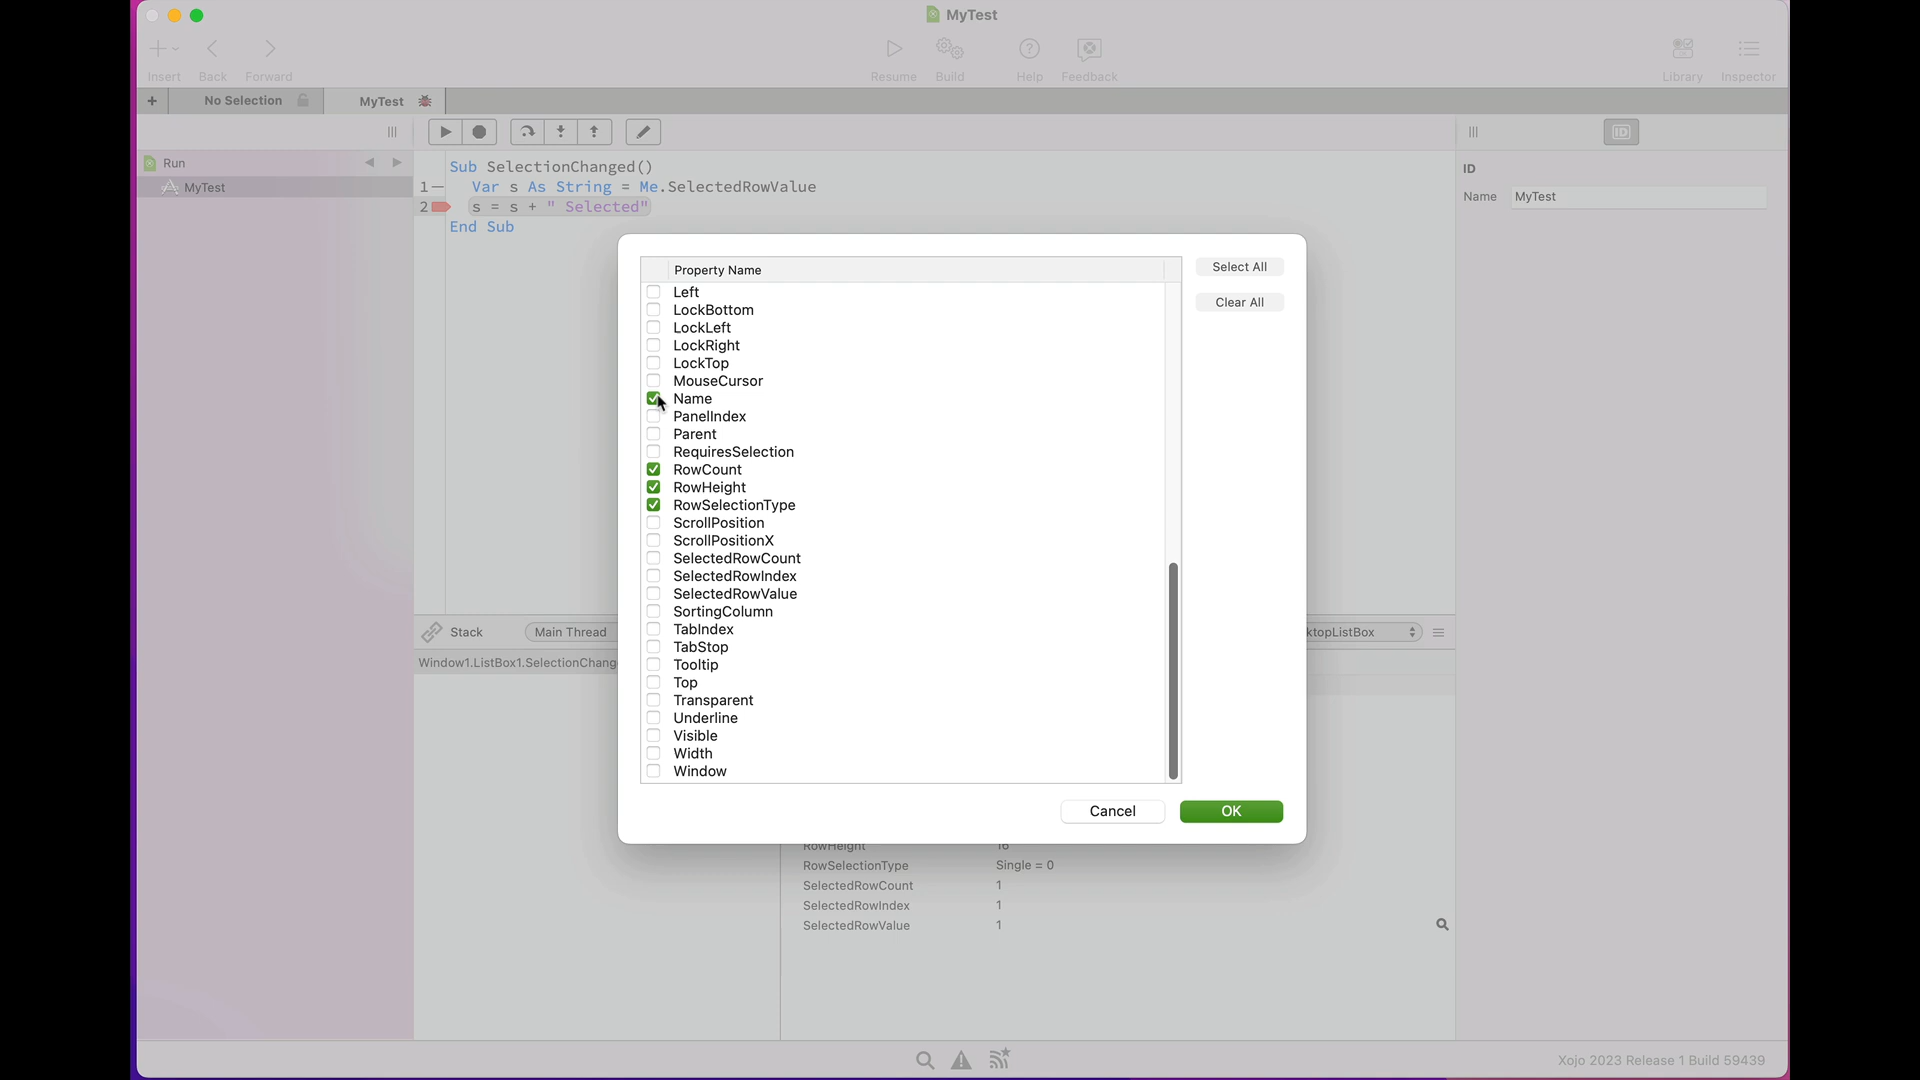 MyTest
Insert Back Forward Resume Build Help Feedback Library Inspector
+ No Selection MyTest
Run
MyTest
Sub SelectionChanged()
1 Var s As String = Me.SelectedRowValue
2 s = s + " Selected"
End Sub
ID
ID
Name MyTest
Property Name
Left
LockBottom
LockLeft
LockRight
LockTop
MouseCursor
Name
PanelIndex
Parent
RequiresSelection
RowCount
RowHeight
RowSelectionType
ScrollPosition
ScrollPositionX
SelectedRowCount
SelectedRowIndex
SelectedRowValue
SortingColumn
TabIndex
TabStop
Tooltip
Top
Transparent
Underline
Visible
Width
Window
Select All
Clear All
Cancel OK
Stack Main Thread ktopListBox
Window1.ListBox1.SelectionChang
RowHeight 16
RowSelectionType Single = 0
SelectedRowCount 1
SelectedRowIndex 1
SelectedRowValue 1
Xojo 2023 Release 1 Build 59439